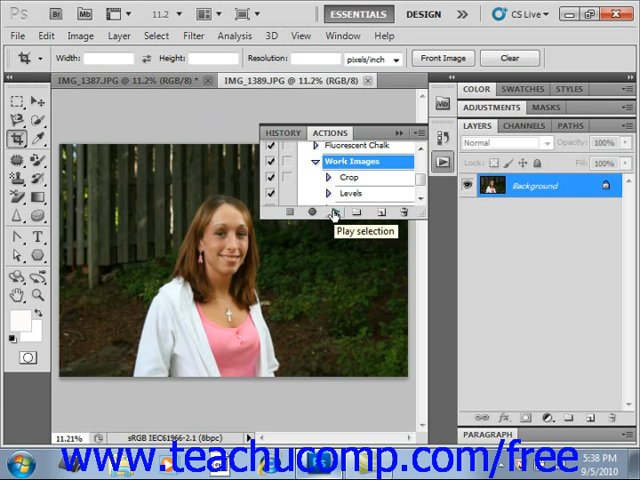 Ps Br Mb 11.2 ESSENTIALS DESIGN CS Live
File Edit Image Layer Select Filter Analysis 3D View Window Help
Width: Height: Resolution: pixels/inch Front Image Clear
IMG_1387.JPG @ 11.2% (RGB/8) * IMG_1389.JPG @ 11.2% (RGB/8)
HISTORY ACTIONS
Fluorescent Chalk
Work Images
Crop
Levels
Play selection
Mb
COLOR SWATCHES STYLES
ADJUSTMENTS MASKS
LAYERS CHANNELS PATHS
Normal Opacity: 100%
Lock: Fill: 100%
Background
fx
PARAGRAPH
11.21% sRGB IEC61966-2.1 (8bpc)
www.teachucomp.com/free
5:38 PM
9/5/2010